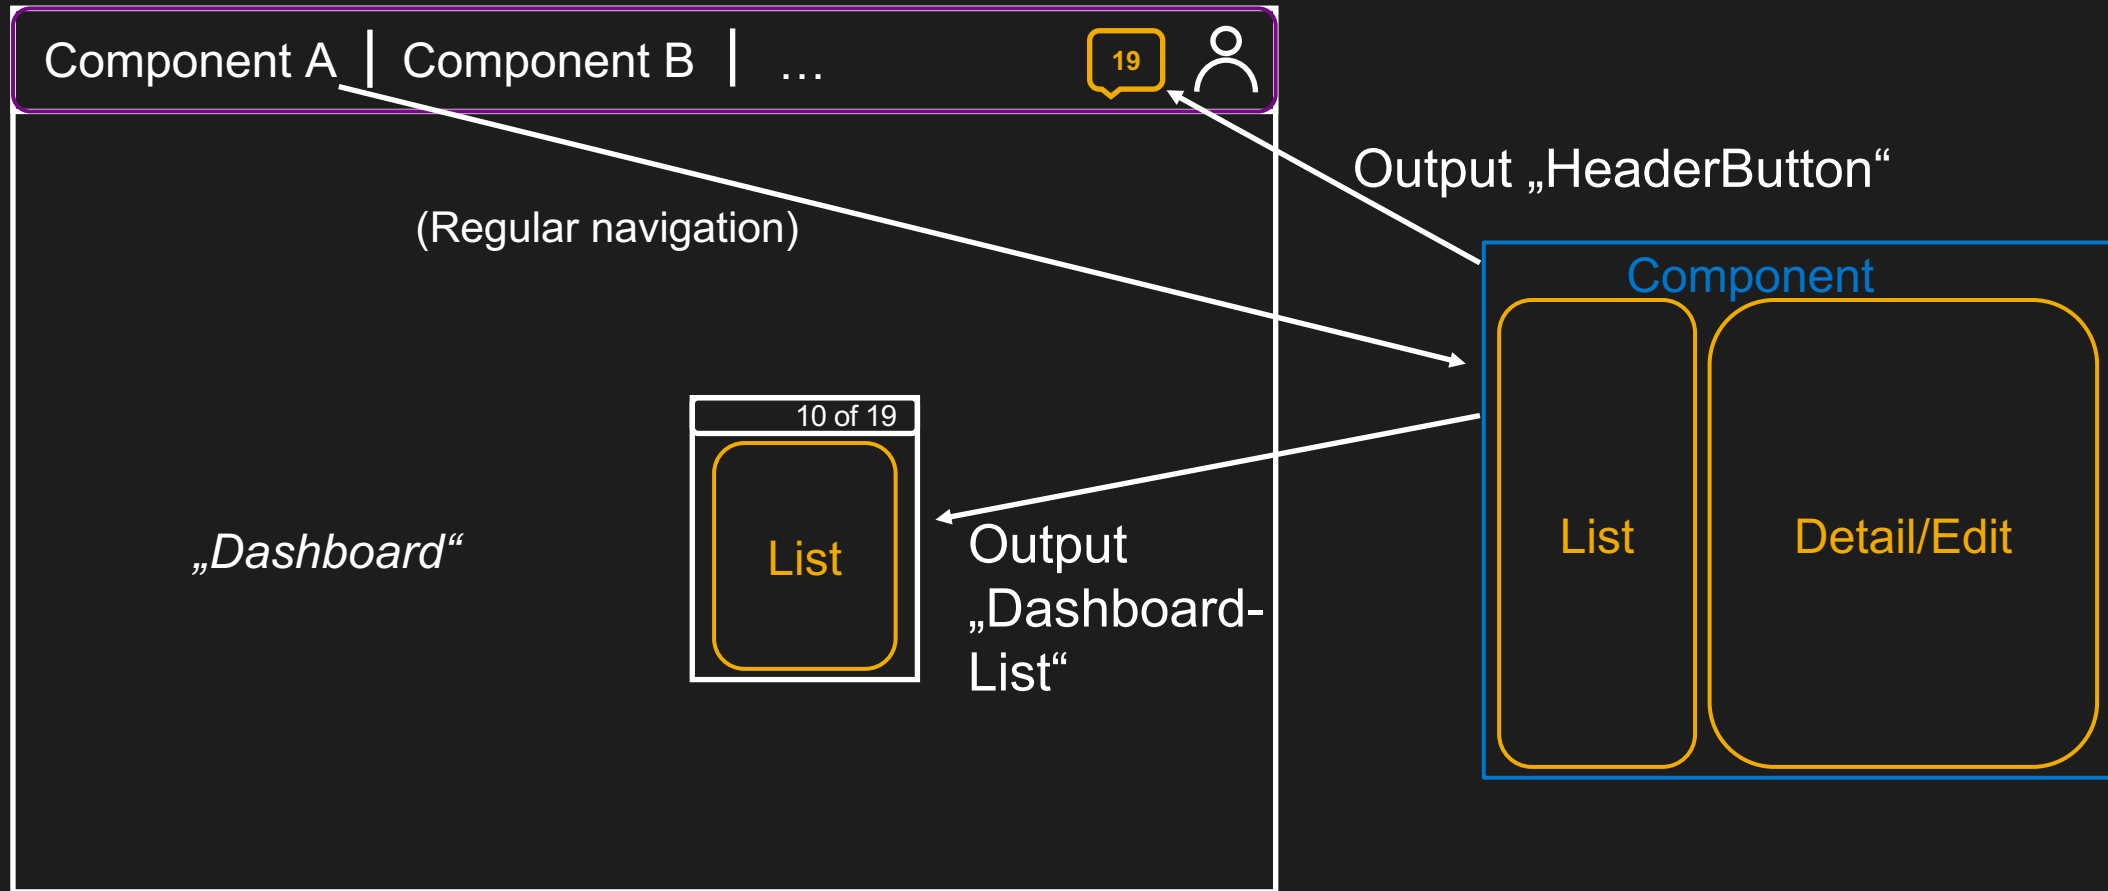 Component A | Component B | …
19
Output „HeaderButton“
(Regular navigation)
Component
10 of 19
List
„Dashboard“
Output
„Dashboard-
List“
List
Detail/Edit